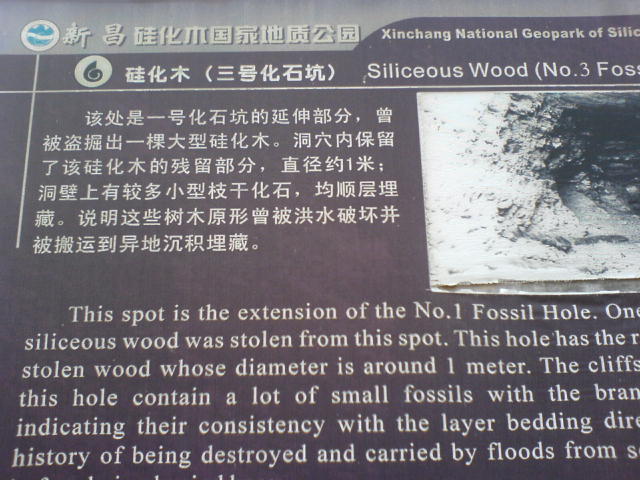 新昌硅化木国家地质公园 Xinchang National Geopark of
硅化木（三号化石坑） Siliceous Wood (No.3
该处是一号化石坑的延伸部分，曾
被盗掘出一棵大型硅化木。洞穴内保留
了该硅化木的残留部分，直径约1米；
洞壁上有较多小型枝干化石，均顺层埋
藏。说明这些树木原形曾被洪水破坏并
被搬运到异地沉积埋藏。
This spot is the extension of the No.1 Fossil Hole. One
siliceous wood was stolen from this spot. This hole has the
stolen wood whose diameter is around 1 meter. The cliffs
this hole contain a lot of small fossils with the
indicating their consistency with the layer bedding
history of being destroyed and carried by floods from